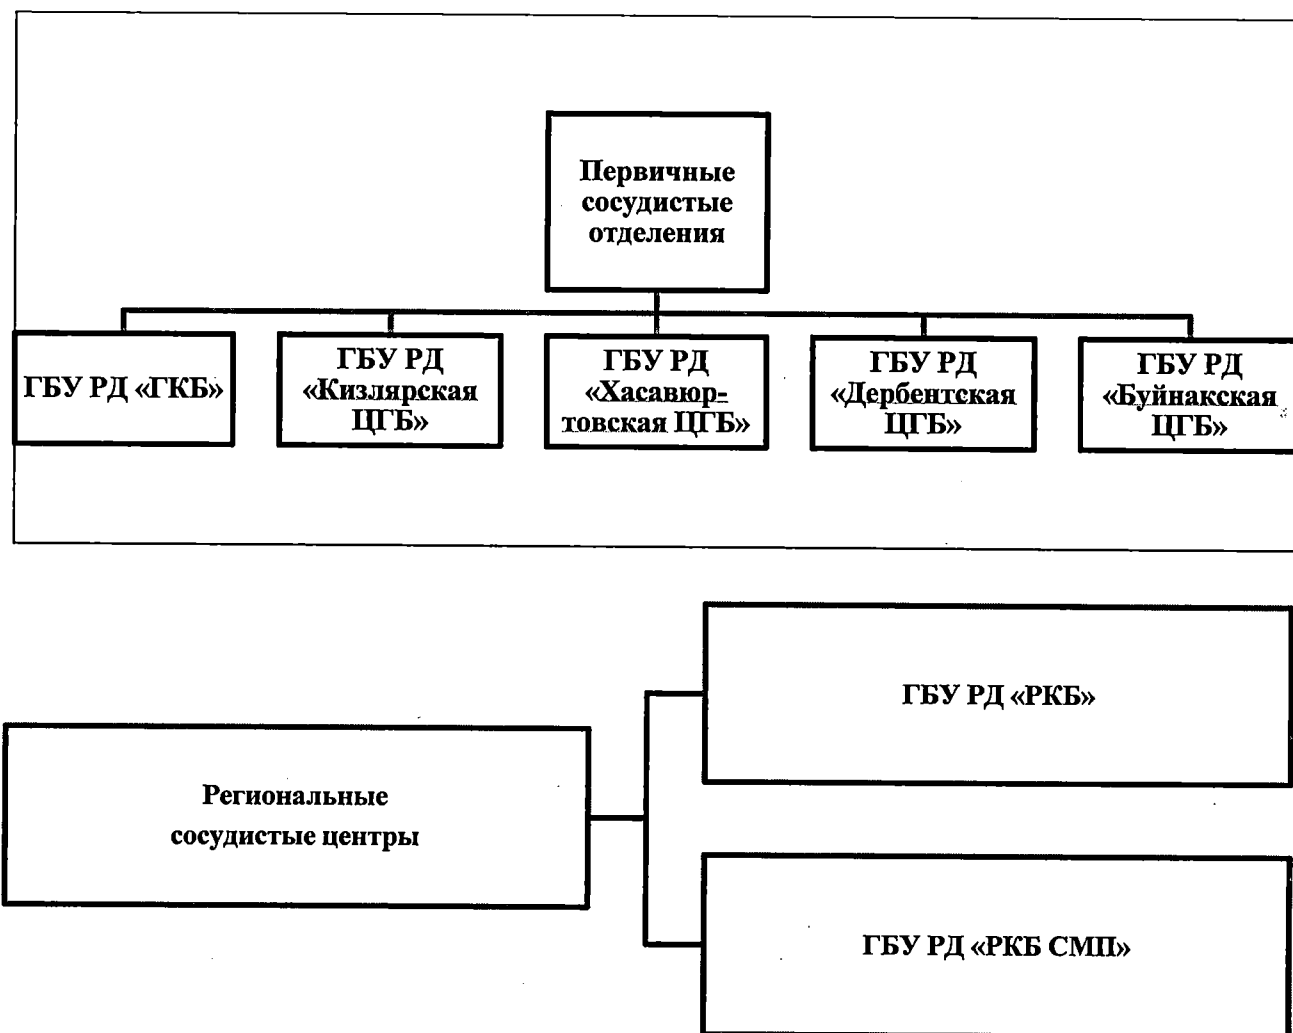 Первичные
сосудистые
отделения
ГБУ РД «ГКБ»
ГБУ РД
«Кизлярская
ЦГБ»
ГБУ РД
«Хасавюр-
товская ЦГБ»
ГБУ РД
«Дербентская
ЦГБ»
ГБУ РД
«Буйнакская
ЦГБ»
Региональные
сосудистые центры
ГБУ РД «РКБ»
ГБУ РД «РКБ СМП»